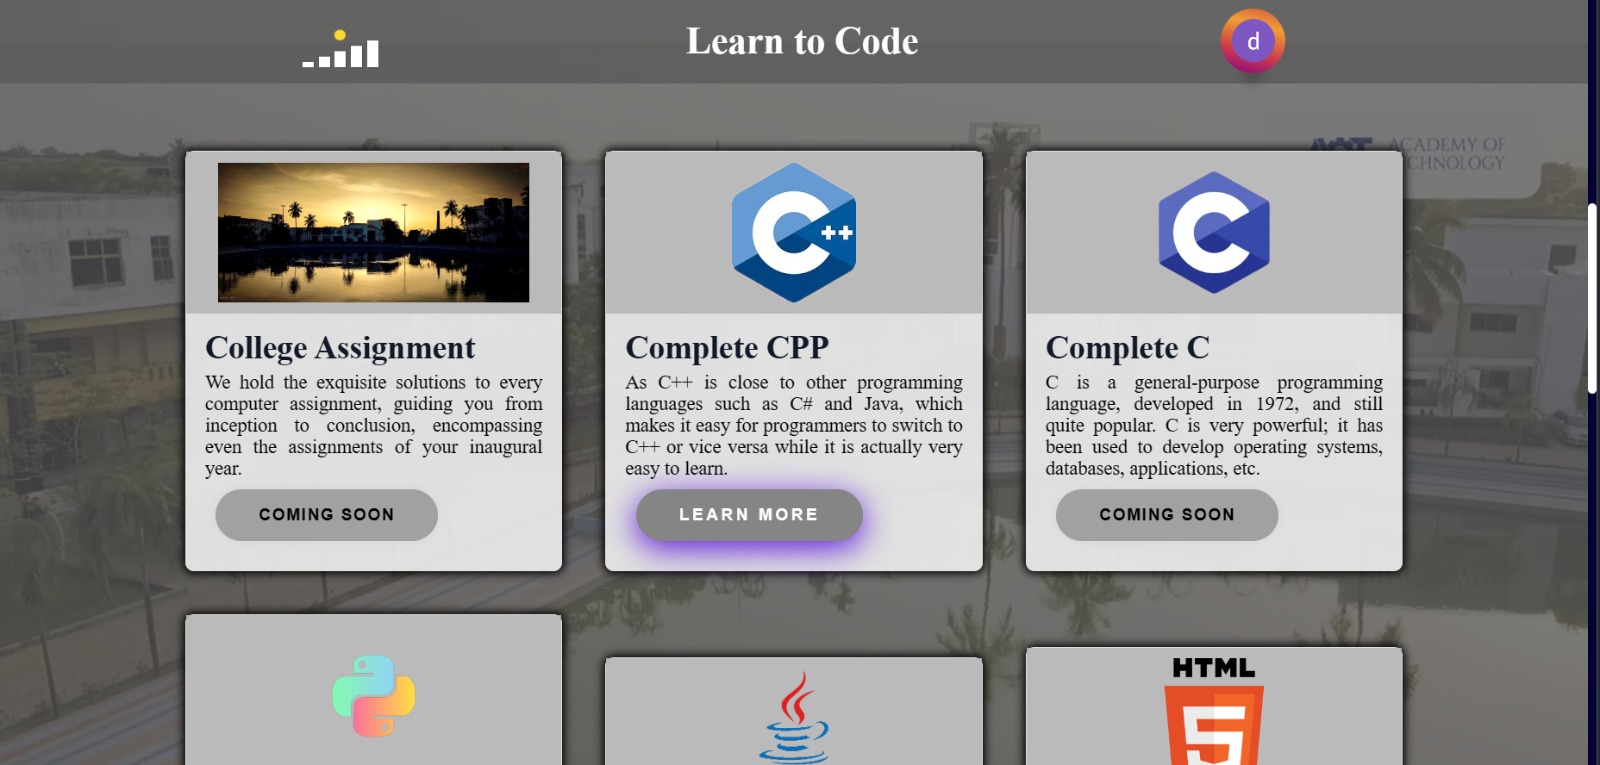 Learn to Code
d
ACADEMY OF
CHNOLOGY
C++
C
College Assignment
We hold the exquisite solutions to every
computer assignment, guiding you from
inception to conclusion, encompassing
even the assignments of your inaugural
year.
COMING SOON
Complete CPP
As C++ is close to other programming
languages such as C# and Java, which
makes it easy for programmers to switch to
C++ or vice versa while it is actually very
easy to learn.
LEARN MORE
Complete C
C is a general-purpose programming
language, developed in 1972, and still
quite popular. C is very powerful; it has
been used to develop operating systems,
databases, applications, etc.
COMING SOON
HTML
5